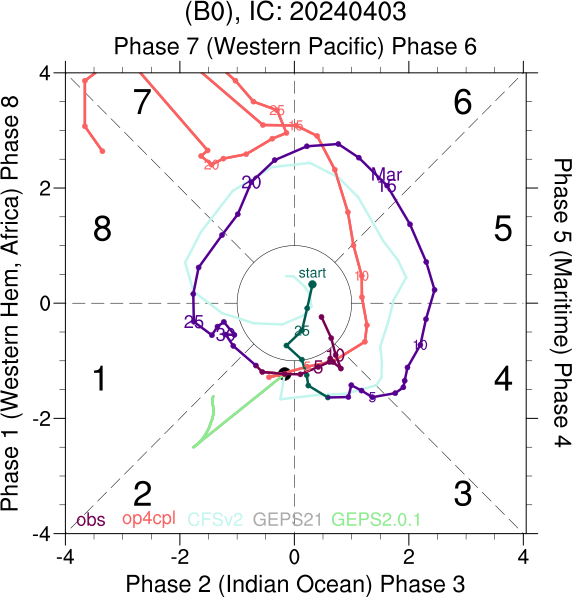 (B0), IC: 20240403
Phase 7 (Western Pacific) Phase 6
4
7
6
25
15
20
Mar
15
20
2
8
5
Phase 1 (Western Hem, Africa) Phase 8
Phase 5 (Maritime) Phase 4
start
10
0
25
25
10
5
10
1
4
-2
5
2
3
obs op4cpl CFSv2 GEPS21 GEPS2.0.1
-4
-4 -2 0 2 4
Phase 2 (Indian Ocean) Phase 3